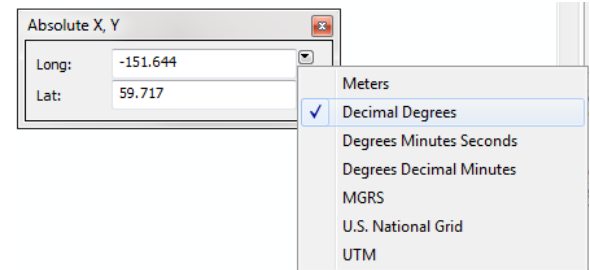 Absolute X, Y
Long: -151.644
Lat: 59.717
Meters
Decimal Degrees
Degrees Minutes Seconds
Degrees Decimal Minutes
MGRS
U.S. National Grid
UTM